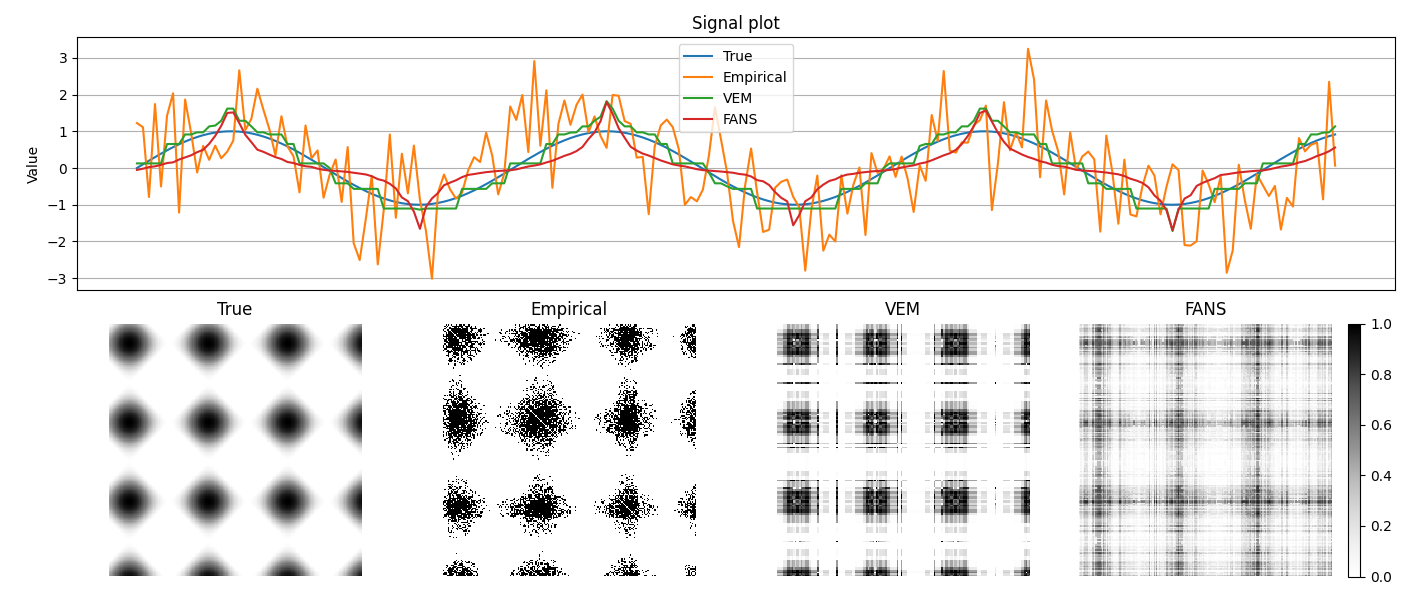 Signal plot
Value
3
2
1
0
−1
−2
−3
True
Empirical
VEM
FANS
True
Empirical
VEM
FANS
1.0
0.8
0.6
0.4
0.2
0.0